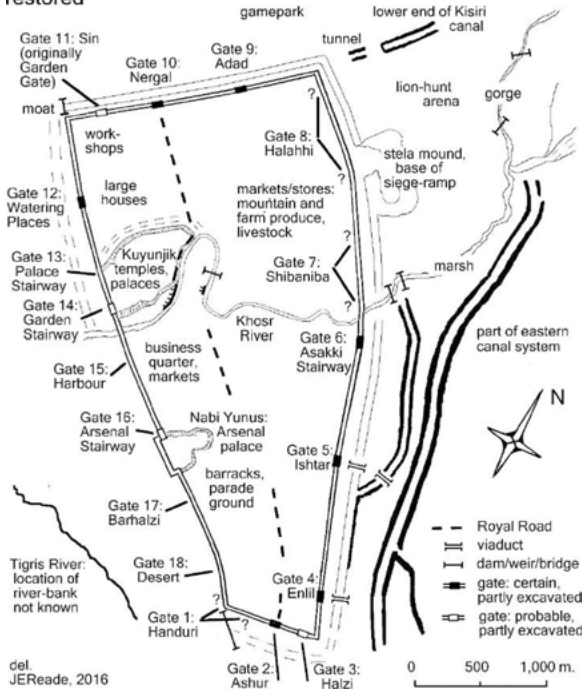 restored
gamepark
lower end of Kisiri
canal
Gate 11: Sin
(originally
Garden
Gate)
Gate 10:
Nergal
Gate 9:
Adad
tunnel
lion-hunt
arena
gorge
moat
work-
shops
?
Gate 8:
Halahhi
?
stela mound,
base of
siege-ramp
large
houses
Gate 12:
Watering
Places
markets/stores:
mountain and
farm produce,
livestock
Gate 13:
Palace
Stairway
Kuyunjik:
temples,
palaces
?
Gate 7:
Shibaniba
?
marsh
Gate 14:
Garden
Stairway
Khosr
River
part of eastern
canal system
Gate 15:
Harbour
business
quarter,
markets
Gate 6:
Asakki
Stairway
N
Gate 16:
Arsenal
Stairway
Nabi Yunus:
Arsenal
palace
Gate 5:
Ishtar
barracks,
parade
ground
Gate 17:
Barhalzi
Tigris River:
location of
river-bank
not known
Gate 18:
Desert
Gate 4:
Enlil
Royal Road
viaduct
dam/weir/bridge
gate: certain,
partly excavated
gate: probable,
partly excavated
?
Gate 1:
Handuri
?
Gate 2:
Ashur
Gate 3:
Halzi
del.
JEReade, 2016
0 500 1,000 m.